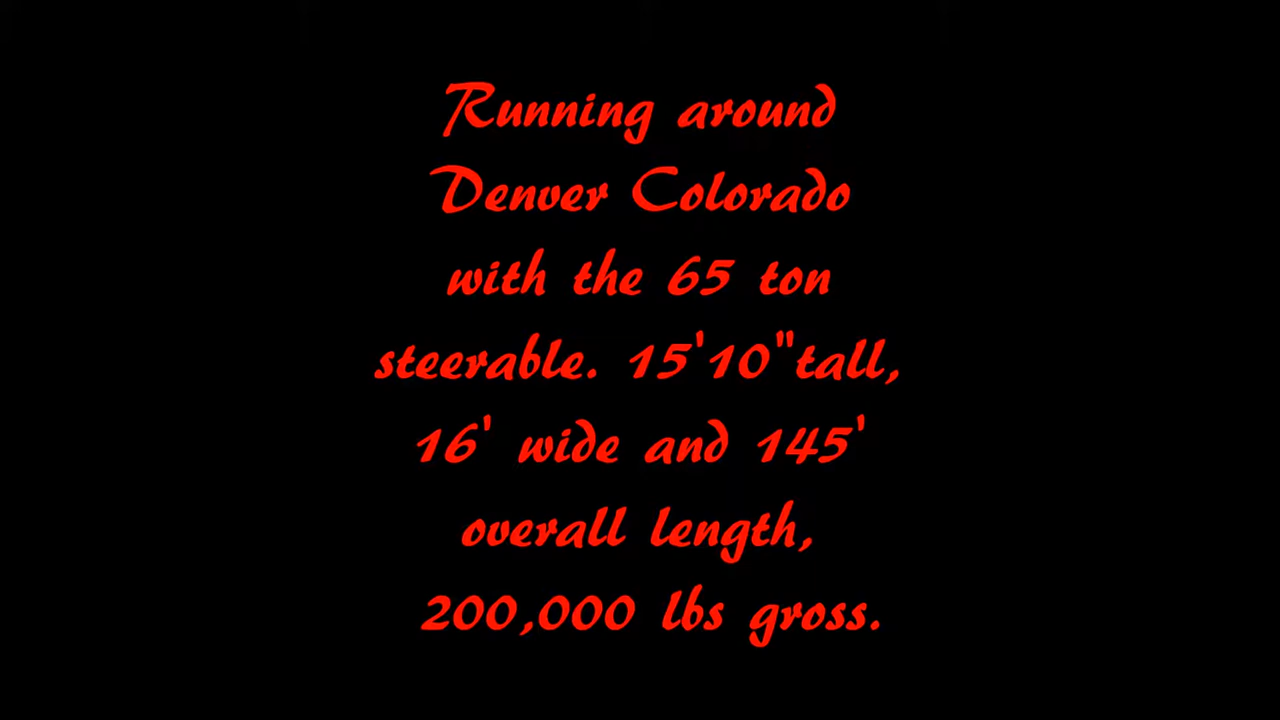 Running around
Denver Colorado
with the 65 ton
steerable. 15'10"tall,
16' wide and 145'
overall length,
200,000 lbs gross.